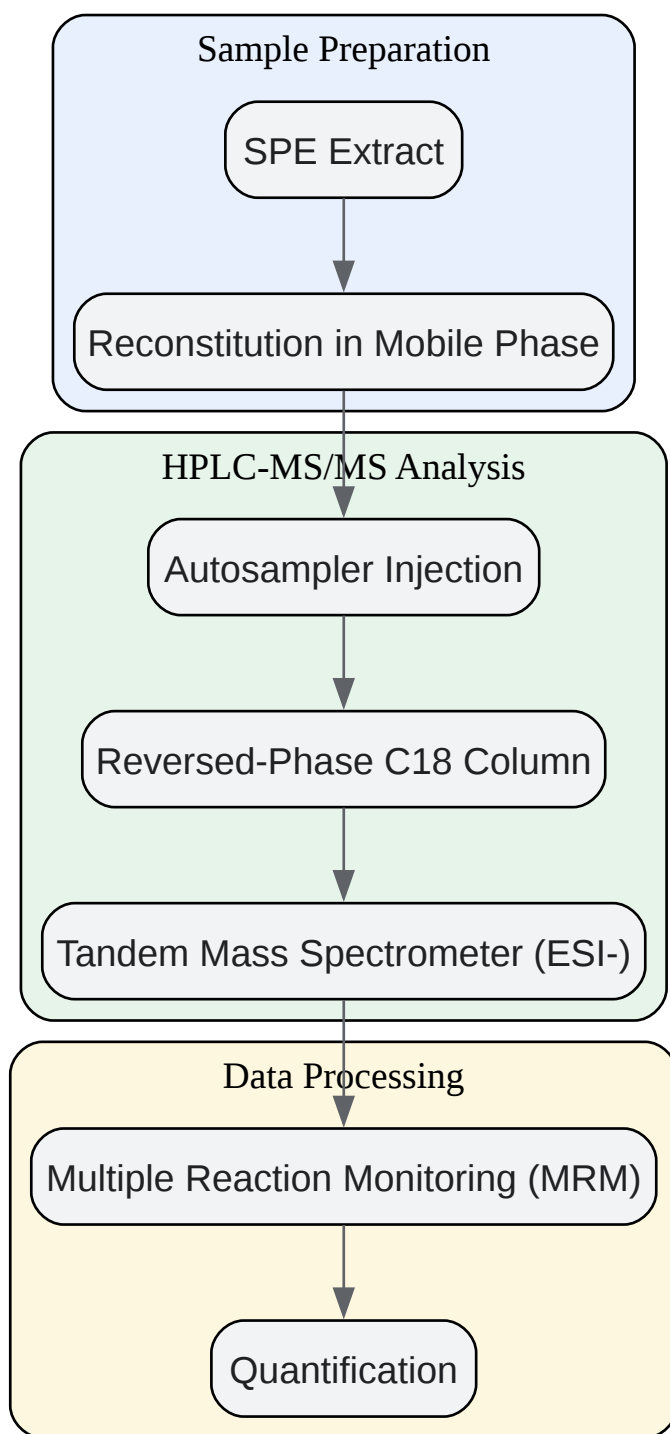 Sample Preparation
SPE Extract
Reconstitution in Mobile Phase
HPLC-MS/MS Analysis
Autosampler Injection
Reversed-Phase C18 Column
Tandem Mass Spectrometer (ESI-)
Data Processing
Multiple Reaction Monitoring (MRM)
Quantification